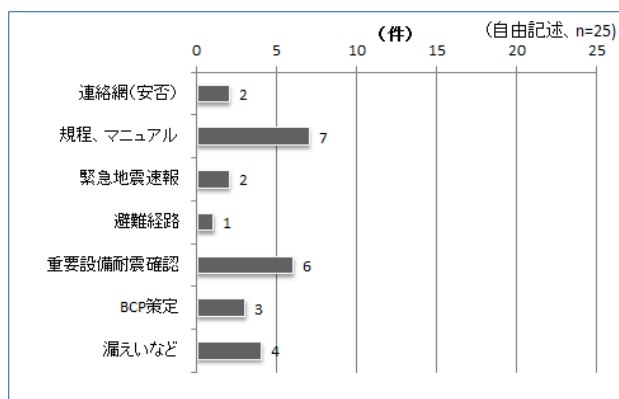 （件）
（自由記述、n=25）
0 5 10 15 20 25
連絡網（安否） 2
規程、マニュアル 7
緊急地震速報 2
避難経路 1
重要設備耐震確認 6
BCP策定 3
漏えいなど 4